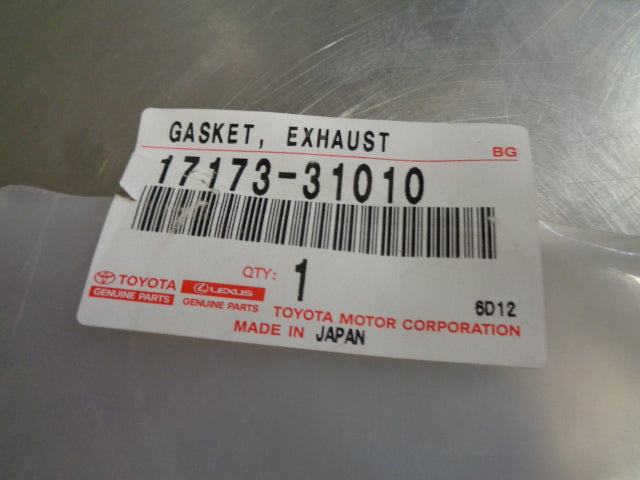 GASKET, EXHAUST
BG
17173-31010
QTY: 1
TOYOTA LEXUS
GENUINE PARTS GENUINE PARTS
6D12
TOYOTA MOTOR CORPORATION
MADE IN JAPAN